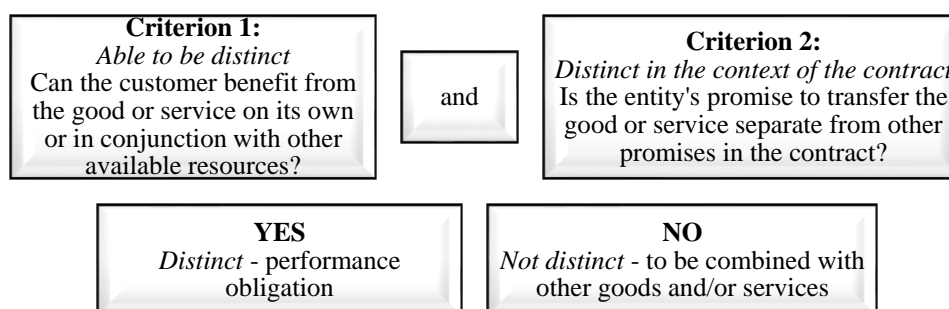 Criterion 1:
Able to be distinct
Can the customer benefit from
the good or service on its own
or in conjunction with other
available resources?
and
Criterion 2:
Distinct in the context of the contract
Is the entity's promise to transfer the
good or service separate from other
promises in the contract?
YES
Distinct - performance
obligation
NO
Not distinct - to be combined with
other goods and/or services